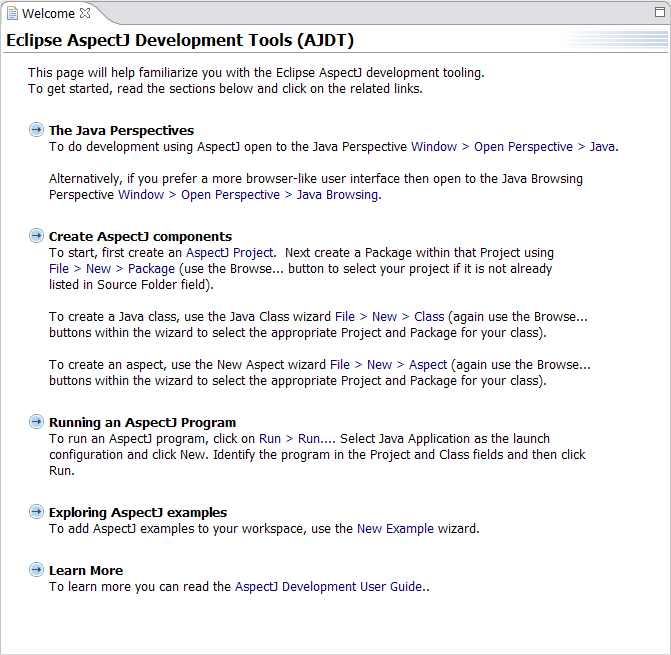 Welcome
Eclipse AspectJ Development Tools (AJDT)
This page will help familiarize you with the Eclipse AspectJ development tooling.
To get started, read the sections below and click on the related links.
The Java Perspectives
To do development using AspectJ open to the Java Perspective Window > Open Perspective > Java.
Alternatively, if you prefer a more browser-like user interface then open to the Java Browsing
Perspective Window > Open Perspective > Java Browsing.
Create AspectJ components
To start, first create an AspectJ Project.  Next create a Package within that Project using
File > New > Package (use the Browse... button to select your project if it is not already
listed in Source Folder field).
To create a Java class, use the Java Class wizard File > New > Class (again use the Browse...
buttons within the wizard to select the appropriate Project and Package for your class).
To create an aspect, use the New Aspect wizard File > New > Aspect (again use the Browse...
buttons within the wizard to select the appropriate Project and Package for your class).
Running an AspectJ Program
To run an AspectJ program, click on Run > Run.... Select Java Application as the launch
configuration and click New. Identify the program in the Project and Class fields and then click
Run.
Exploring AspectJ examples
To add AspectJ examples to your workspace, use the New Example wizard.
Learn More
To learn more you can read the AspectJ Development User Guide..